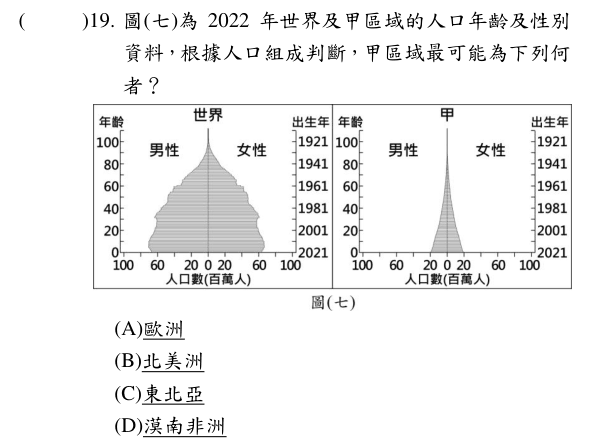 (　　)19. 圖(七)為 2022 年世界及甲區域的人口年齡及性別
資料，根據人口組成判斷，甲區域最可能為下列何
者？
世界
年齡 出生年
男性 女性
100 1921
80 1941
60 1961
40 1981
20 2001
0 2021
100 60 20 0 20 60 100
人口數(百萬人)
甲
年齡 出生年
男性 女性
100 1921
80 1941
60 1961
40 1981
20 2001
0 2021
100 60 20 0 20 60 100
人口數(百萬人)
圖(七)
(A)歐洲
(B)北美洲
(C)東北亞
(D)漠南非洲